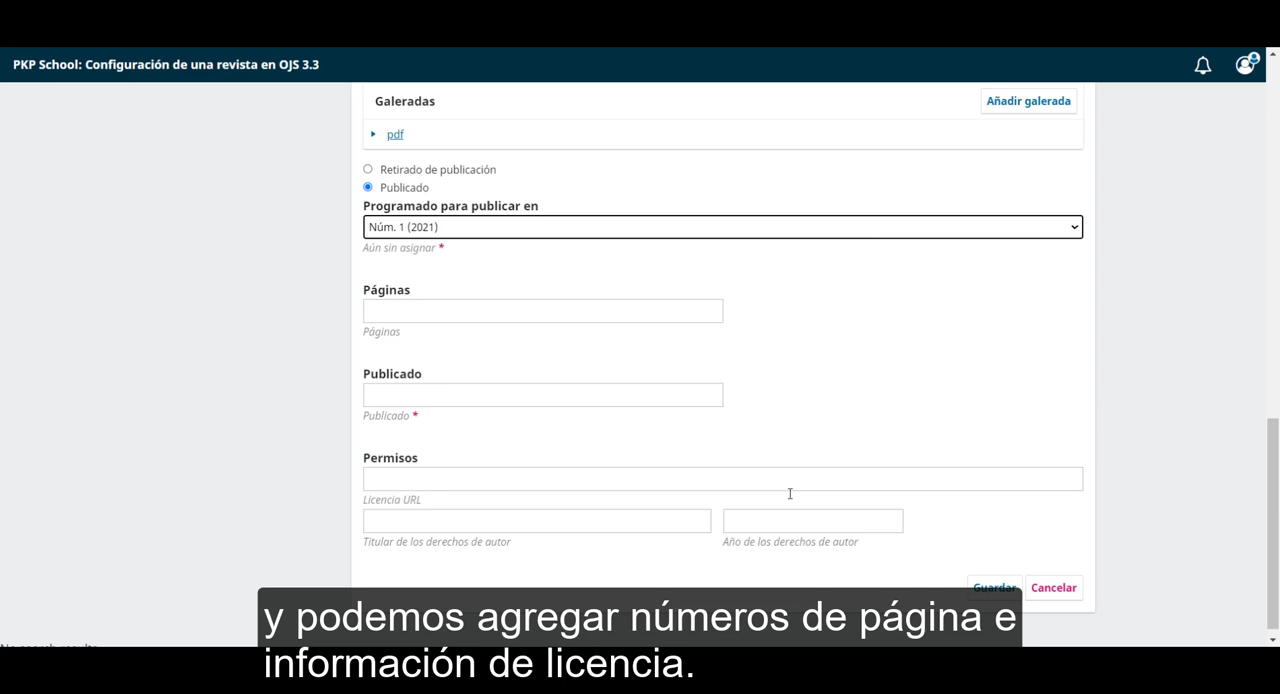 PKP School: Configuración de una revista en OJS 3.3
Galeradas
Añadir galerada
pdf
Retirado de publicación
Publicado
Programado para publicar en
Núm. 1 (2021)
Aún sin asignar *
Páginas
Páginas
Publicado
Publicado *
Permisos
Licencia URL
Titular de los derechos de autor
Año de los derechos de autor
Guardar
Cancelar
y podemos agregar números de página e
información de licencia.